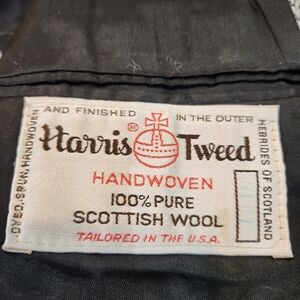 DYED, SPUN, HANDWOVEN
AND FINISHED IN THE OUTER
HEBRIDES OF SCOTLAND
Harris Tweed ®
HANDWOVEN
100% PURE
SCOTTISH WOOL
TAILORED IN THE U.S.A.